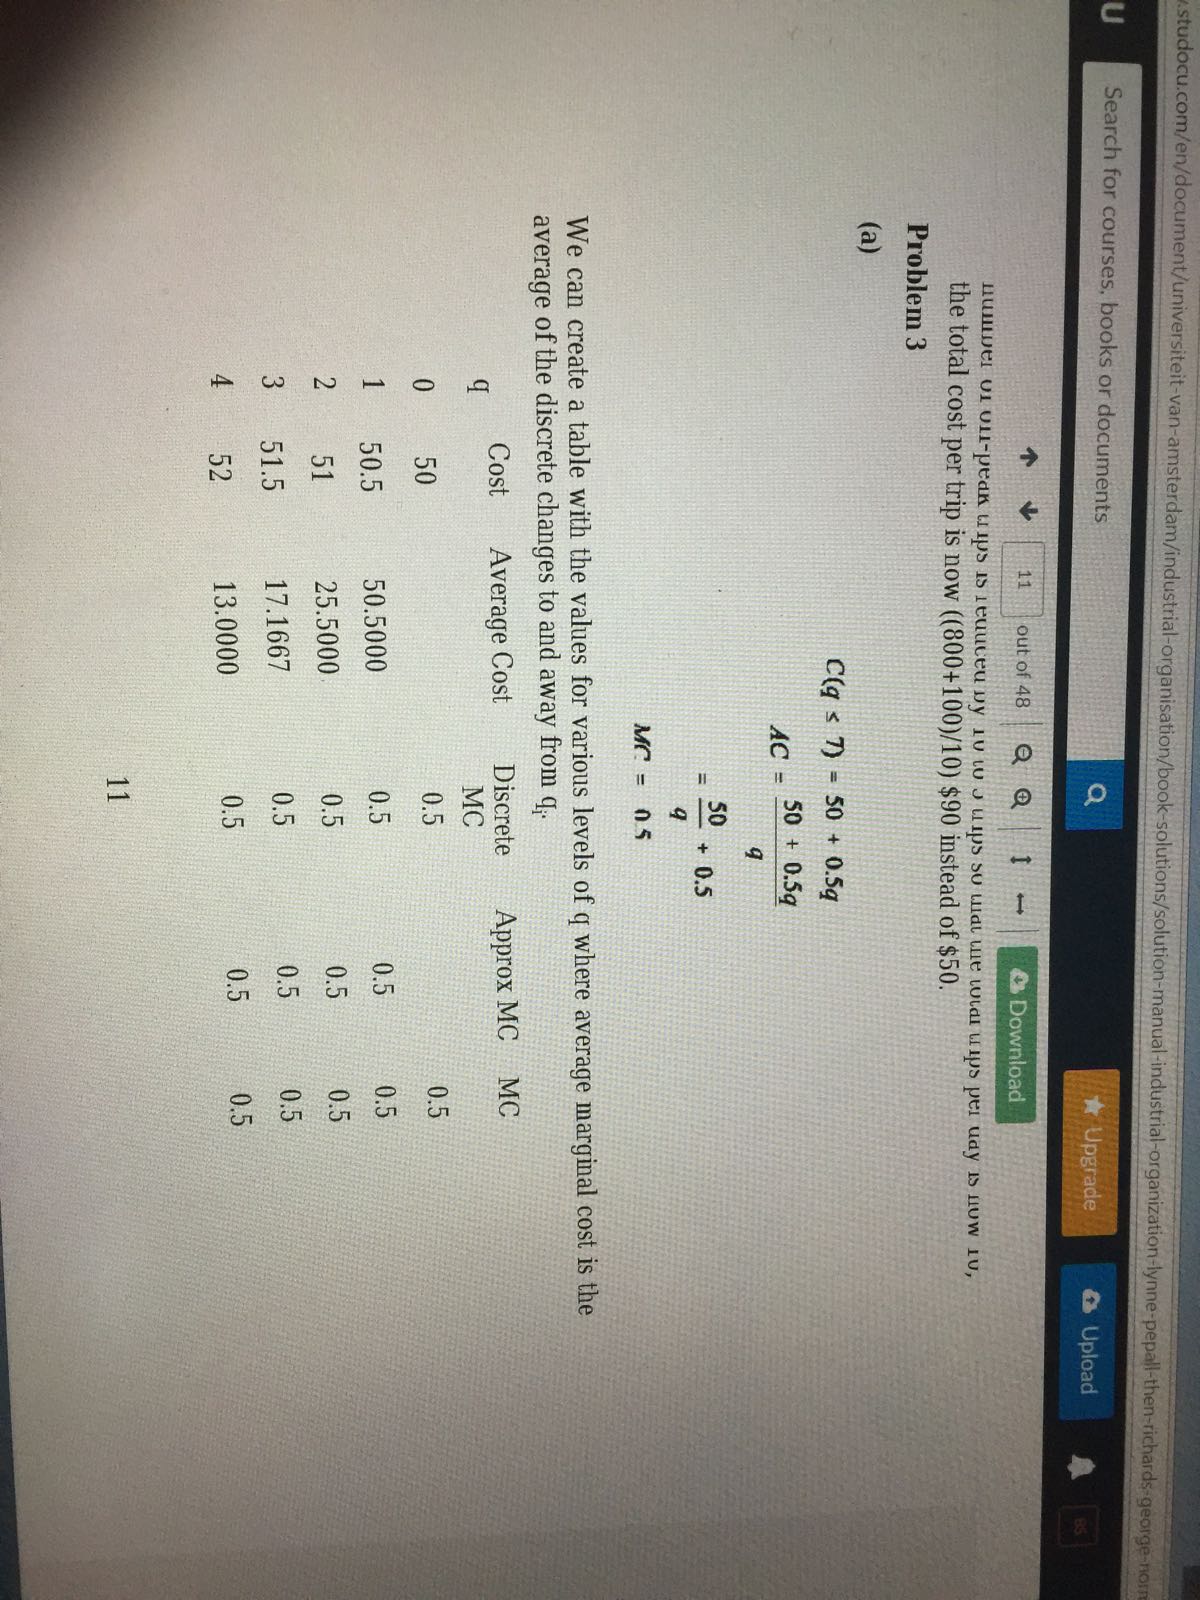 .studocu.com/en/document/universiteit-van-amsterdam/industrial-organisation/book-solutions/solution-manual-industrial-organization-lynne-pepall-then-richards-george-norm
U
Search for courses, books or documents
Upgrade
Upload
BS
11 out of 48
Download
number of off-peak trips is reduced by 10 to 5 trips so that the total trips per day is now 10,
the total cost per trip is now ((800+100)/10) $90 instead of $50.
Problem 3
(a)
C(q ≤ 7) = 50 + 0.5q
AC = (50 + 0.5q) / q
= 50/q + 0.5
MC = 0.5
We can create a table with the values for various levels of q where average marginal cost is the
average of the discrete changes to and away from qᵢ.
q Cost Average Cost Discrete MC Approx MC MC
0 50 0.5 0.5
1 50.5 50.5000 0.5 0.5 0.5
2 51 25.5000 0.5 0.5 0.5
3 51.5 17.1667 0.5 0.5 0.5
4 52 13.0000 0.5 0.5 0.5
11